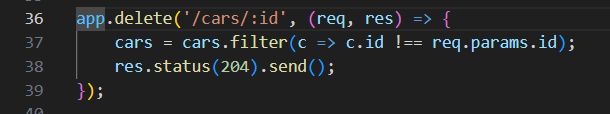 36 app.delete('/cars/:id', (req, res) => {
37     cars = cars.filter(c => c.id !== req.params.id);
38     res.status(204).send();
39 });